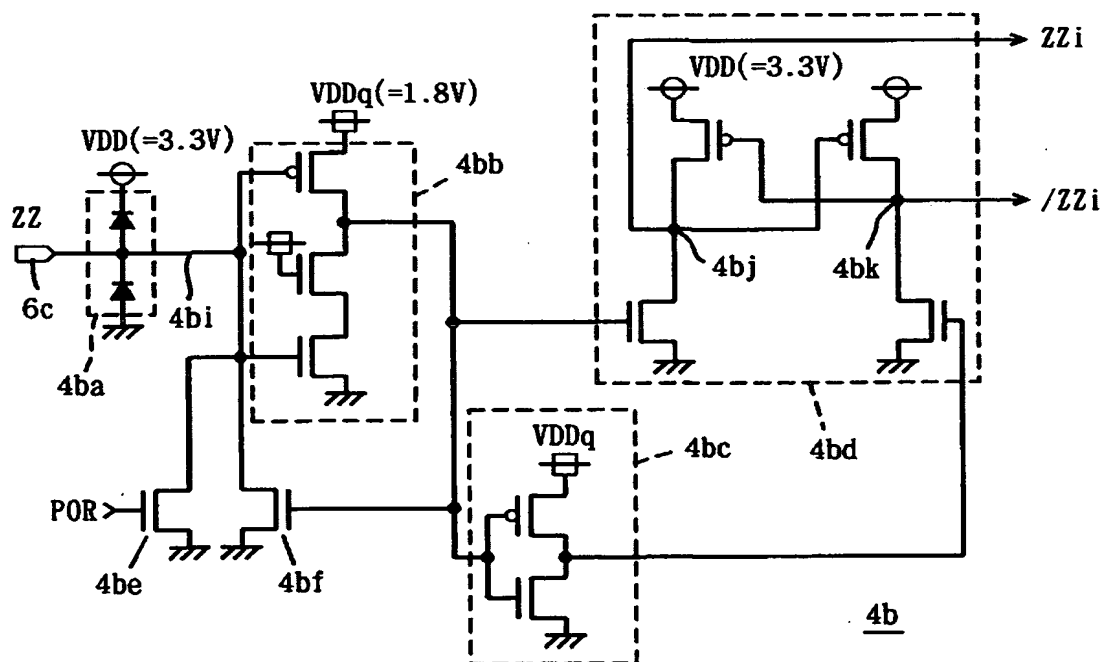 ZZi
VDD(=3.3V)
VDDq(=1.8V)
VDD(=3.3V)
4bb
ZZ
/ZZi
4bj
4bk
6c
4bi
4ba
VDDq
4bc
4bd
POR
4be
4bf
4b